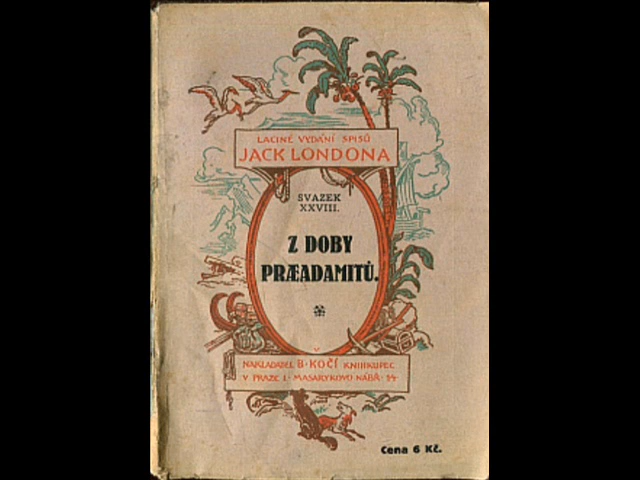 LACINÉ VYDÁNÍ SPISŮ
JACK LONDONA
SVAZEK
XXVIII.
Z DOBY
PRÆADAMITŮ.
NAKLADATEL B·KOČÍ KNIHKUPEC
V PRAZE I·MASARYKOVO NÁBŘ·14
Cena 6 Kč.